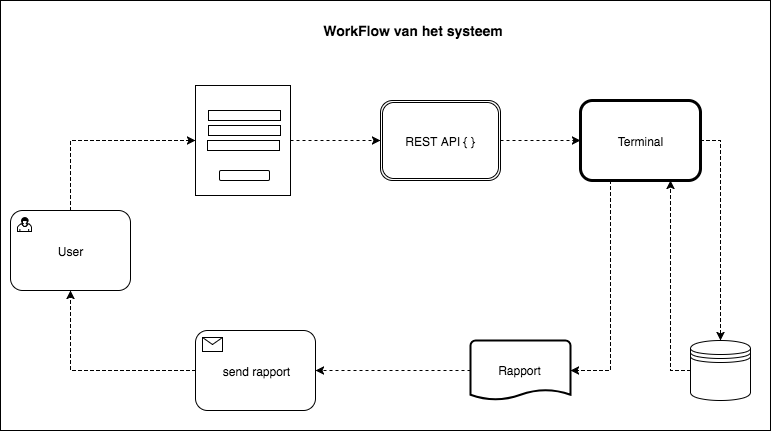 WorkFlow van het systeem
REST API { }
Terminal
User
send rapport
Rapport